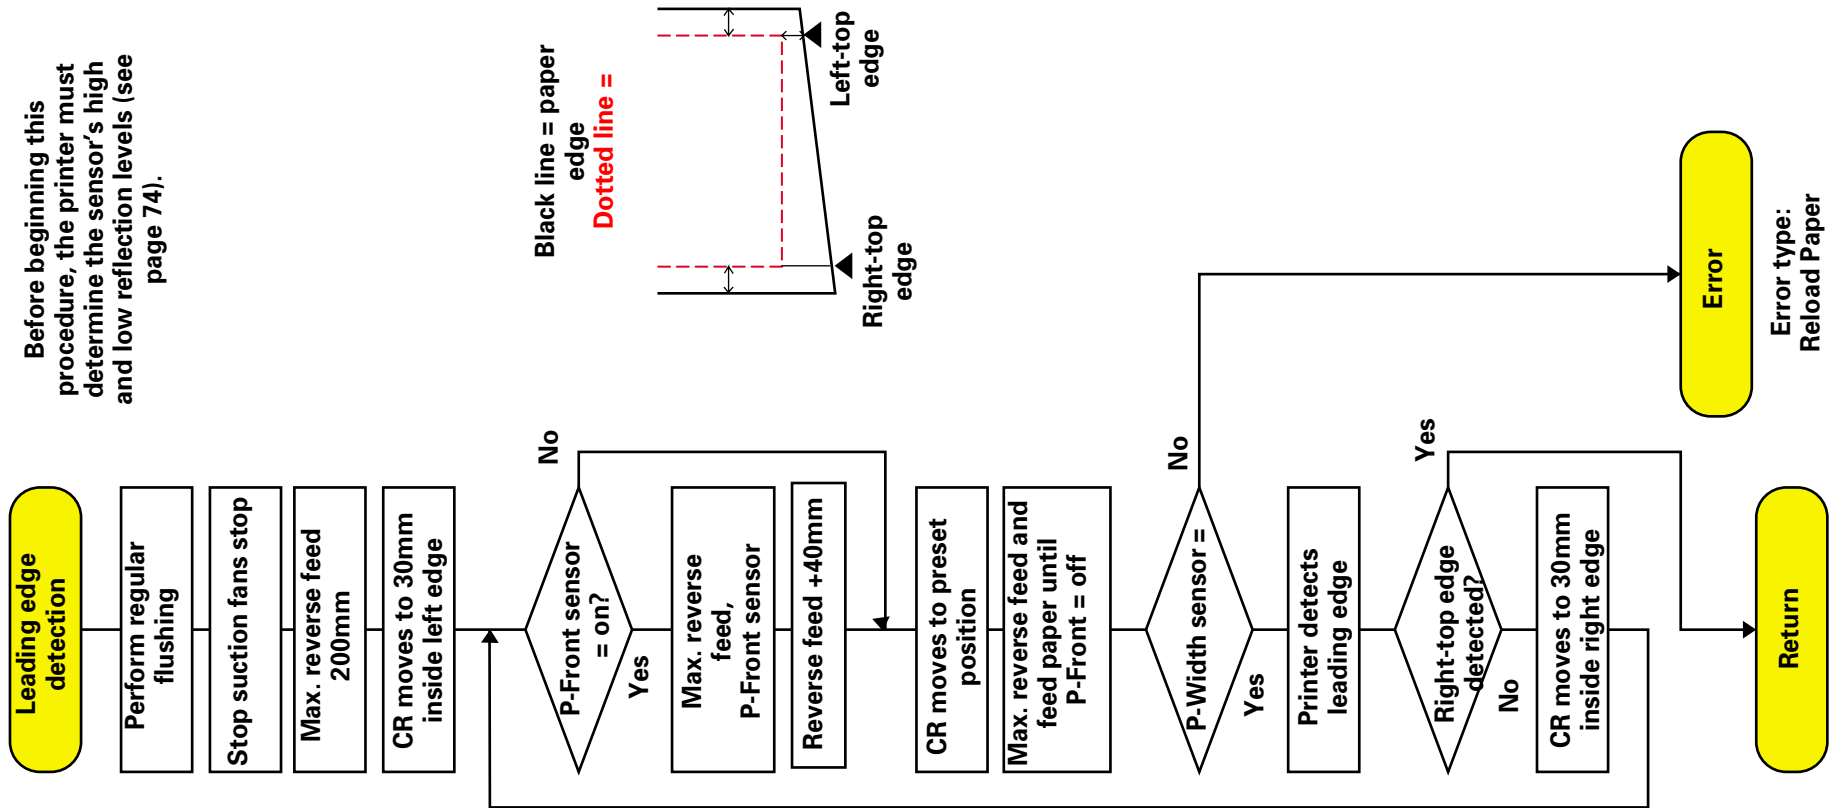 Before beginning this
procedure, the printer must
determine the sensor's high
and low reflection levels (see
page 74).
Black line = paper
edge
Dotted line =
Left-top
edge
Right-top
edge
Leading edge
detection
Perform regular
flushing
Stop suction fans stop
Max. reverse feed
200mm
CR moves to 30mm
inside left edge
P-Front sensor
= on?
No
Yes
Max. reverse
feed,
P-Front sensor
Reverse feed +40mm
CR moves to preset
position
Max. reverse feed and
feed paper until
P-Front = off
P-Width sensor =
No
Yes
Printer detects
leading edge
Right-top edge
detected?
Yes
No
CR moves to 30mm
inside right edge
Return
Error
Error type:
Reload Paper